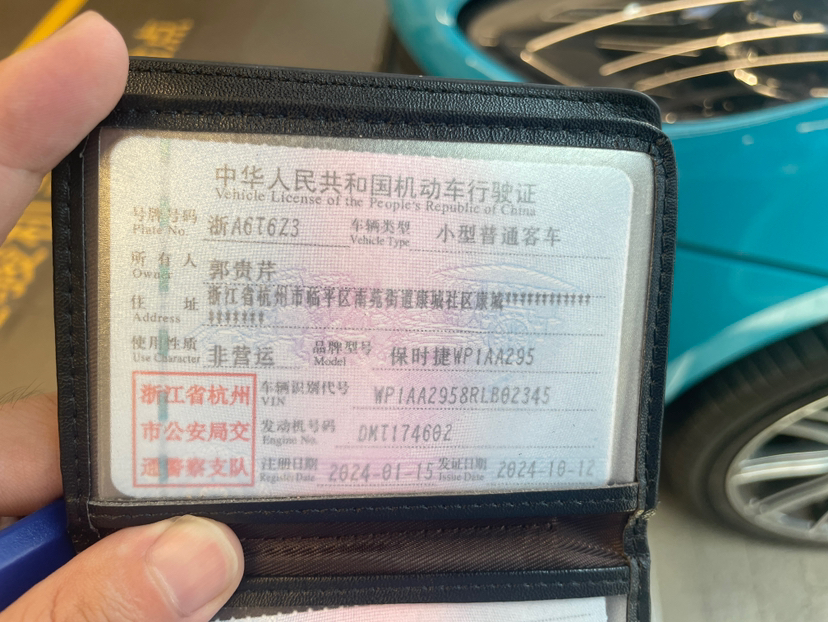 中华人民共和国机动车行驶证
Vehicle License of the People's Republic of China
号牌号码 浙A6T6Z3 车辆类型 小型普通客车
Plate No. Vehicle Type
所有人 郭贵芹
Owner
住址 浙江省杭州市临平区南苑街道康城社区康城************
Address *******
使用性质 非营运 品牌型号 保时捷WP1AA295
Use Character Model
浙江省杭州 车辆识别代号 WP1AA2958RLB02345
VIN
市公安局交 发动机号码 DMT174602
Engine No.
通警察支队 注册日期 2024-01-15 发证日期 2024-10-12
Register Date Issue Date